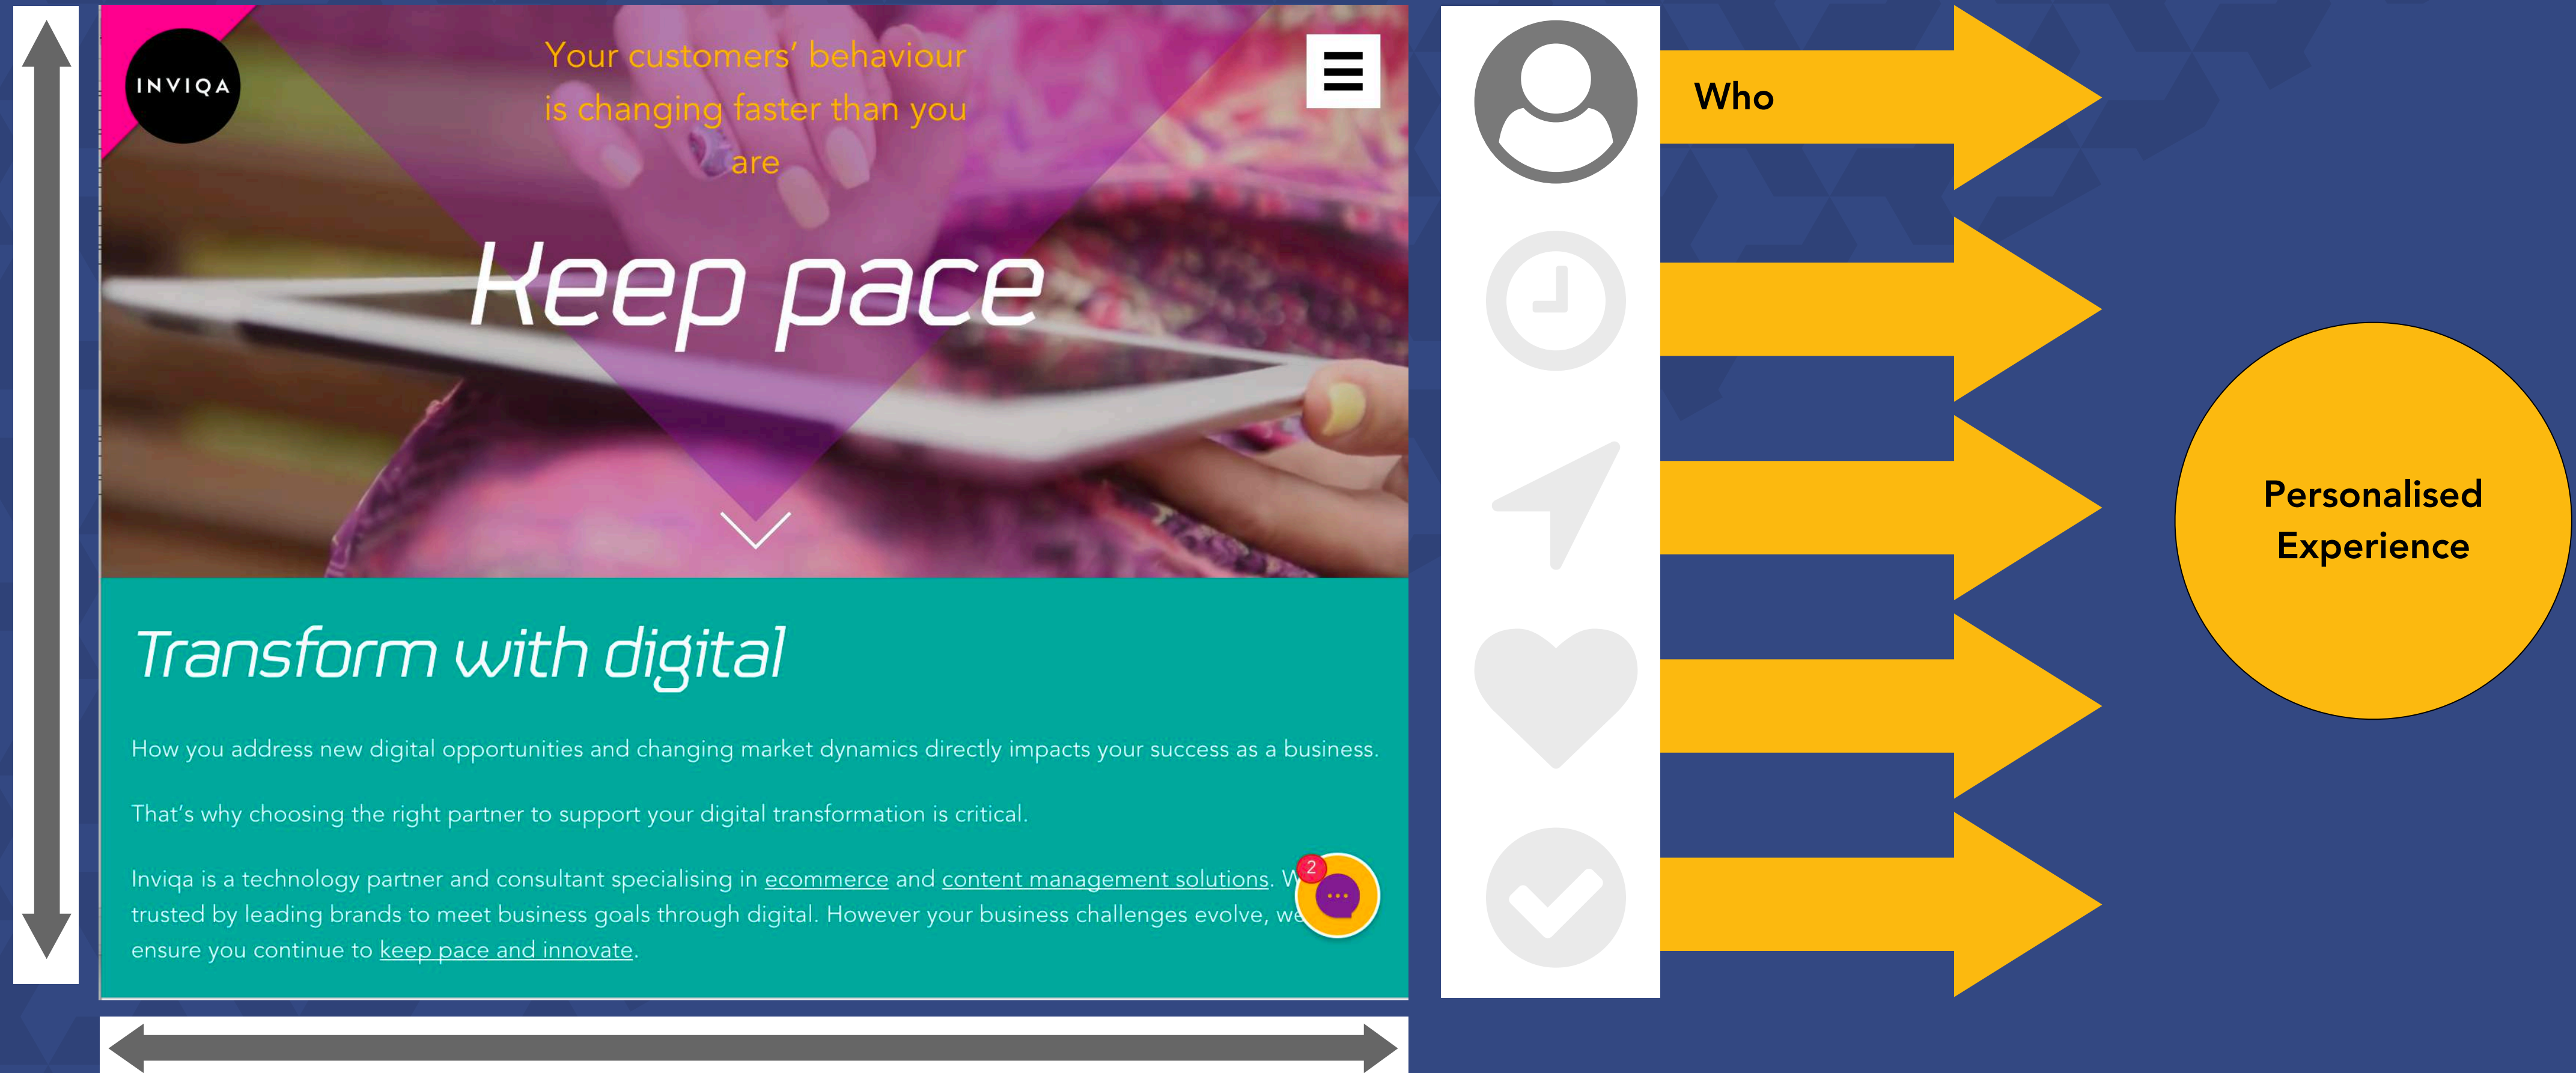 INVIQA
Your customers’ behaviour
is changing faster than you
are
Keep pace
Transform with digital
How you address new digital opportunities and changing market dynamics directly impacts your success as a business.
That’s why choosing the right partner to support your digital transformation is critical.
Inviqa is a technology partner and consultant specialising in ecommerce and content management solutions.
trusted by leading brands to meet business goals through digital. However your business challenges evolve, we
ensure you continue to keep pace and innovate.
2
Who
Personalised
Experience